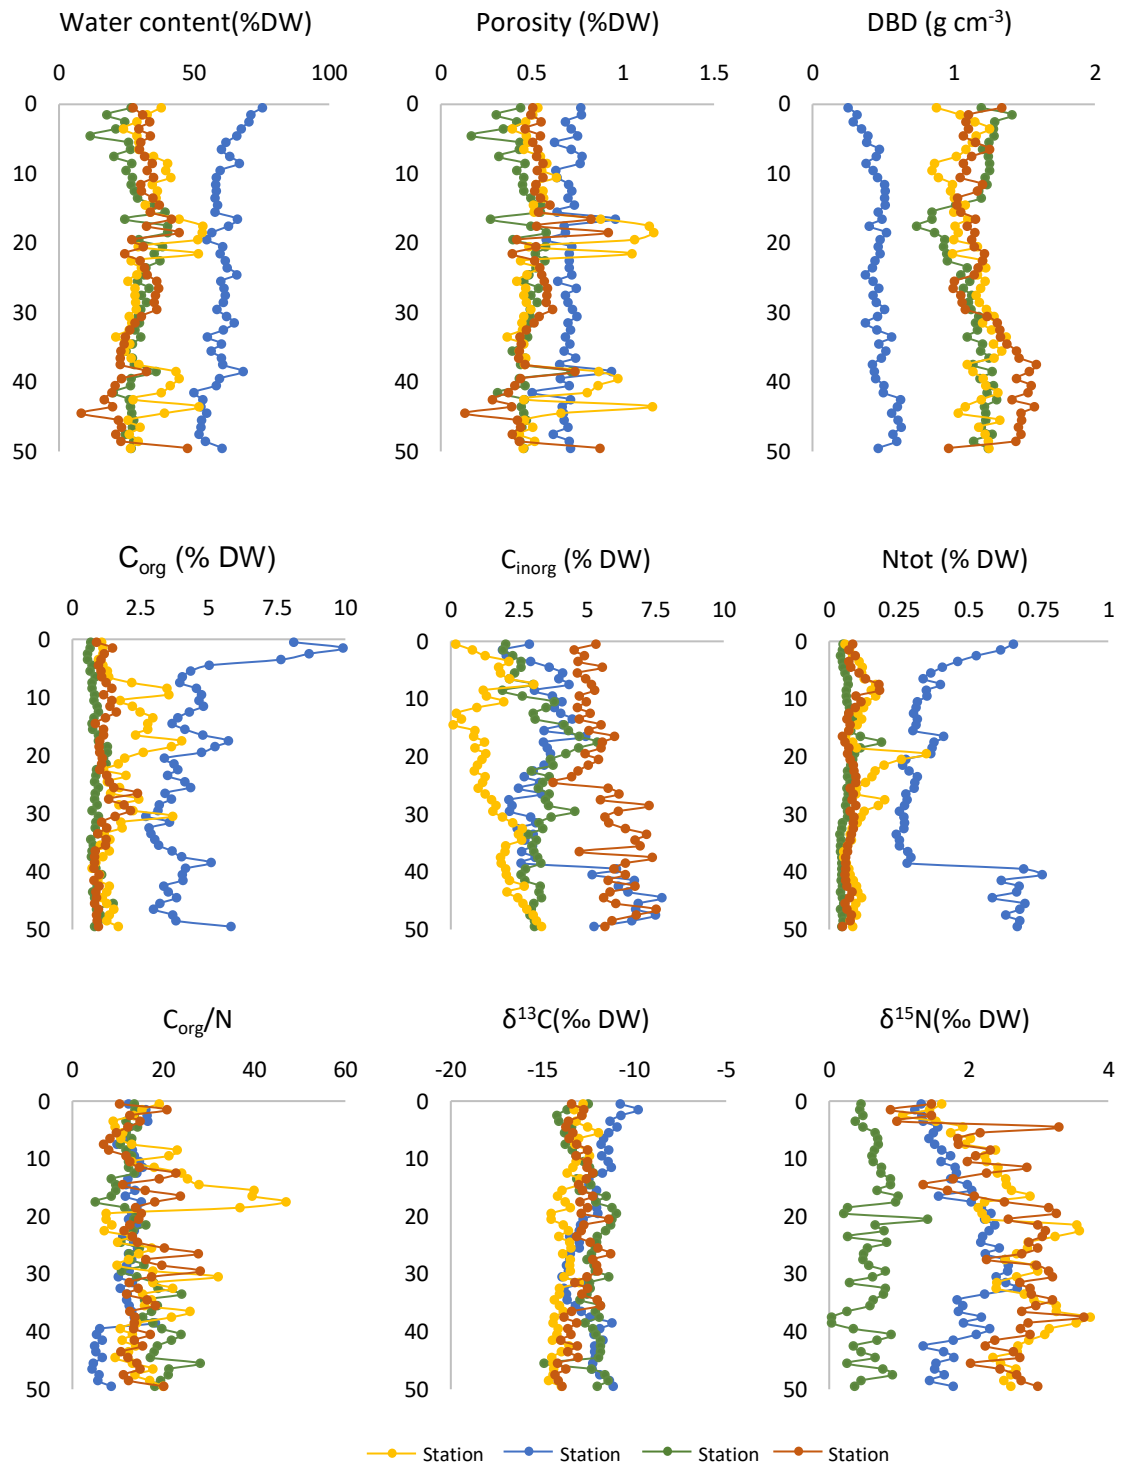 Water content(%DW) Porosity (%DW) DBD (g cm-3)
0 50 100 0 0.5 1 1.5 0 1 2
0 0 0
10 10 10
20 20 20
30 30 30
40 40 40
50 50 50
Corg (% DW) Cinorg (% DW) Ntot (% DW)
0 2.5 5 7.5 10 0 2.5 5 7.5 10 0 0.25 0.5 0.75 1
0 0 0
10 10 10
20 20 20
30 30 30
40 40 40
50 50 50
Corg/N δ13C(‰ DW) δ15N(‰ DW)
0 20 40 60 -20 -15 -10 -5 0 2 4
0 0 0
10 10 10
20 20 20
30 30 30
40 40 40
50 50 50
Station Station Station Station